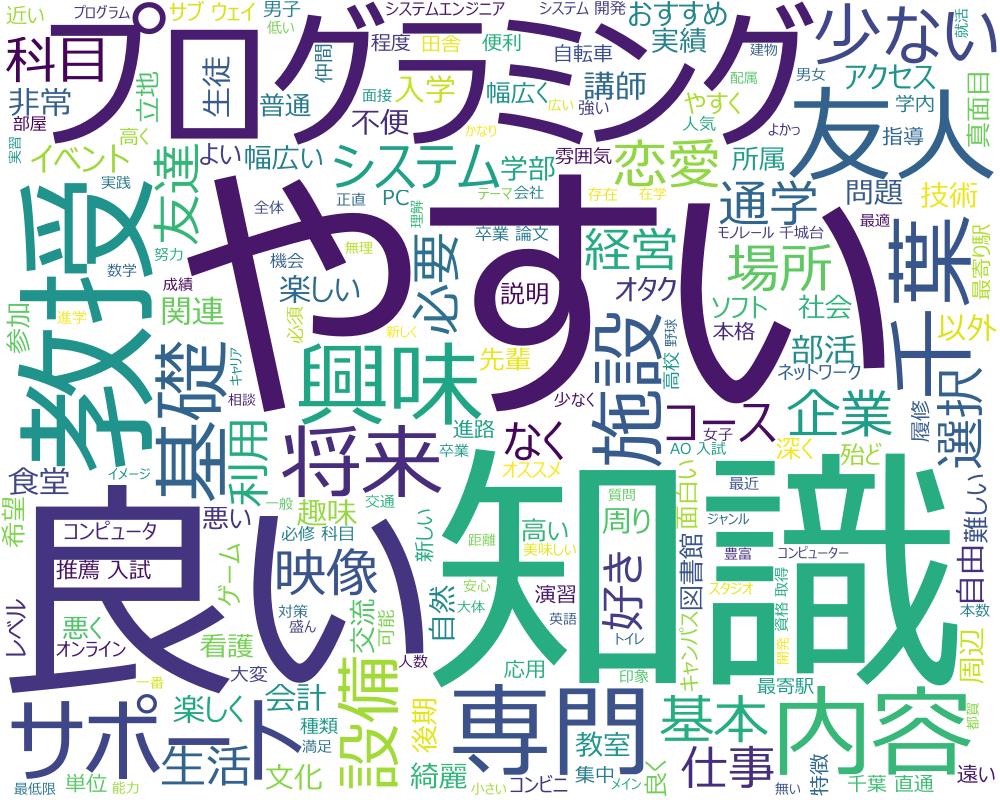 近い
プログラム
サブ ウェイ
男子
システムエンジニア
システム 開発
おすすめ
就活
低い
プログラミング
科目
少ない
仲間
程度
田舎
便利
自転車
実績
建物
非常
生徒
普通
面接
入学
幅広く
講師
やすく
配属
男女
アクセス
真面目
部屋
立地
不便
広い
強い
人気
学内
友人
実習
高く
イベント
よい
幅広い
かなり
よかっ
指導
システム
学部
雰囲気
恋愛
所属
教授
友達
実践
全体
正直
PC
理解
テーマ
会社
存在
在学
通学
問題
技術
やすい
努力
数学
機会
無理
卒業 論文
経営
モノレール 千城台
最適
千葉
最寄り駅
成績
楽しい
必要
説明
オタク
場所
ソフト
社会
参加
進学
関連
必須
新しく
本格
野球
以外
基礎
キャリア
興味
先輩
施設
高校
部活
ネットワーク
相談
少なく
選択
履修
将来
卒業
進路
なく
コース
女子
企業
利用
オススメ
AO 入試
深く
殆ど
食堂
イメージ
一般
交通
知識
質問
最近
面白い
希望
悪い
趣味
高い
周り
ジャンル
難しい
コンピュータ
必修 科目
新しい
距離
美味しい
豊富
コンピューター
推薦 入試
良い
映像
好き
図書館
スタジオ
資格 取得
自由
レベル
ゲーム
安心
演習
本数
悪く
対策
交流
自然
大体
英語
トイレ
オンライン
看護
盛ん
可能
キャンパス
開発
周辺
一番
大変
人数
応用
印象
最寄駅
サポート
楽しく
会計
設備
専門
基本
内容
都賀
種類
後期
教室
生活
満足
仕事
特徴
最低限
単位
能力
文化
綺麗
小さい
コンビニ
集中
メイン
良く
無い
千葉 直通
遠い